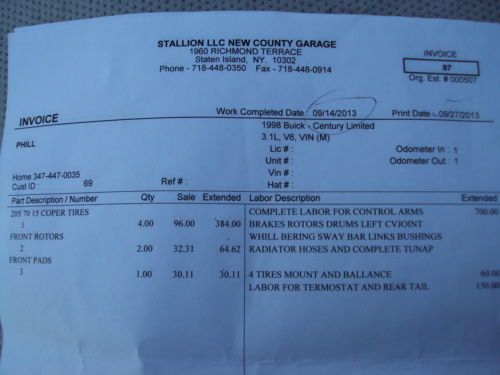 STALLION LLC NEW COUNTY GARAGE
1960 RICHMOND TERRACE
Staten Island, NY. 10302
Phone - 718-448-0350 Fax - 718-448-0914
INVOICE
87
Org. Est. # 000507
INVOICE
Work Completed Date : 09/14/2013
Print Date : 09/27/2013
PHILL
1998 Buick - Century Limited
3.1L, V6, VIN (M)
Lic # : Odometer In : 1
Unit # : Odometer Out : 1
Vin # :
Home 347-447-0035
Cust ID : 69 Ref # : Hat # :
Part Description / Number Qty Sale Extended Labor Description Extended
205 70 15 COPER TIRES COMPLETE LABOR FOR CONTROL ARMS 700.00
1 4.00 96.00 384.00 BRAKES ROTORS DRUMS LEFT CVJOINT
FRONT ROTORS WHILL BERING SWAY BAR LINKS BUSHINGS
2 2.00 32.31 64.62 RADIATOR HOSES AND COMPLETE TUNAP
FRONT PADS
3 1.00 30.11 30.11 4 TIRES MOUNT AND BALLANCE 60.00
LABOR FOR TERMOSTAT AND REAR TAIL 150.00